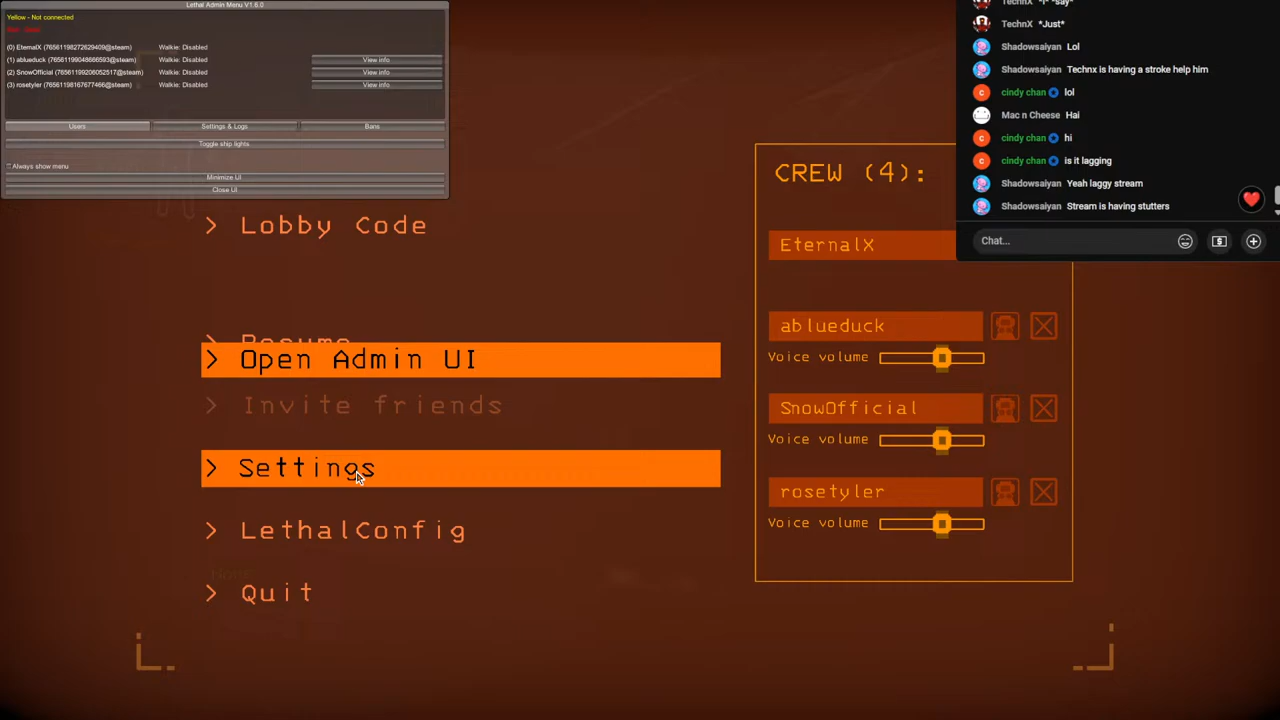 Lethal Admin Menu V1.6.0
Yellow - Not connected
(0) EternalX (76561198272629409@steam) Walkie: Disabled
(1) ablueduck (76561199048666593@steam) Walkie: Disabled View info
(2) SnowOfficial (76561199206052517@steam) Walkie: Disabled View info
(3) rosetyler (76561198167677466@steam) Walkie: Disabled View info
Users Settings & Logs Bans
Toggle ship lights
Always show menu
Minimize UI
Close UI
> Lobby Code
> Resume
> Open Admin UI
> Invite friends
> Settings
> LethalConfig
> Quit
CREW (4):
EternalX
ablueduck
Voice volume
SnowOfficial
Voice volume
rosetyler
Voice volume
TechnX *I* *say*
TechnX *Just*
Shadowsaiyan Lol
Shadowsaiyan Technx is having a stroke help him
cindy chan lol
Mac n Cheese Hai
cindy chan hi
cindy chan is it lagging
Shadowsaiyan Yeah laggy stream
Shadowsaiyan Stream is having stutters
Chat...